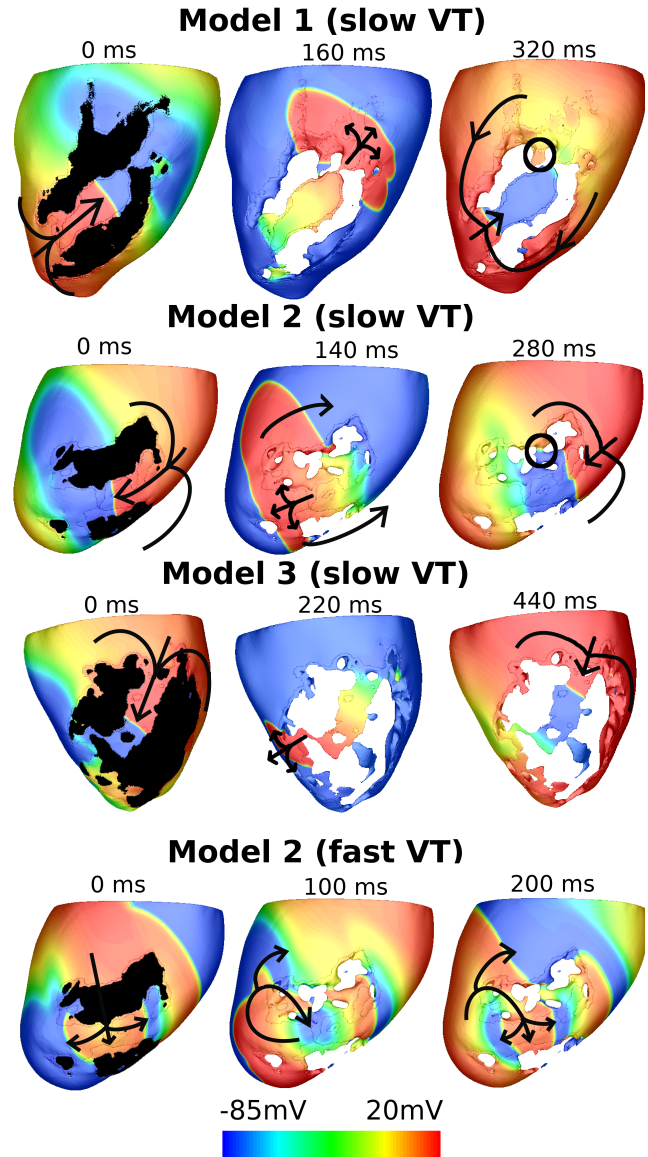 Model 1 (slow VT)
0 ms 160 ms 320 ms
Model 2 (slow VT)
0 ms 140 ms 280 ms
Model 3 (slow VT)
0 ms 220 ms 440 ms
Model 2 (fast VT)
0 ms 100 ms 200 ms
-85mV 20mV